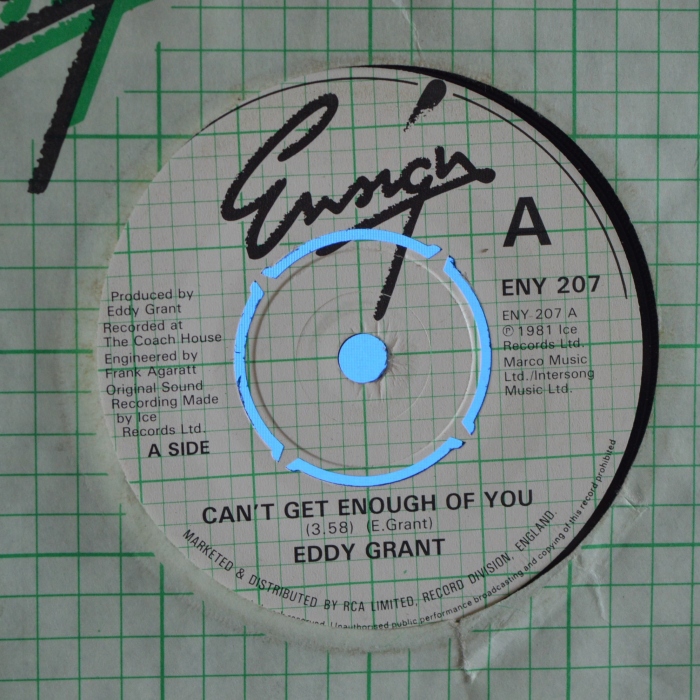 Ensign
A
ENY 207
ENY 207 A
℗ 1981 Ice
Records Ltd.
Marco Music
Ltd./Intersong
Music Ltd.
Produced by
Eddy Grant
Recorded at
The Coach House
Engineered by
Frank Agaratt
Original Sound
Recording Made
by Ice
Records Ltd.
A SIDE
CAN'T GET ENOUGH OF YOU
(3.58) (E.Grant)
EDDY GRANT
MARKETED & DISTRIBUTED BY RCA LIMITED, RECORD DIVISION, ENGLAND.
Unauthorised public performance broadcasting and copying of this record prohibited